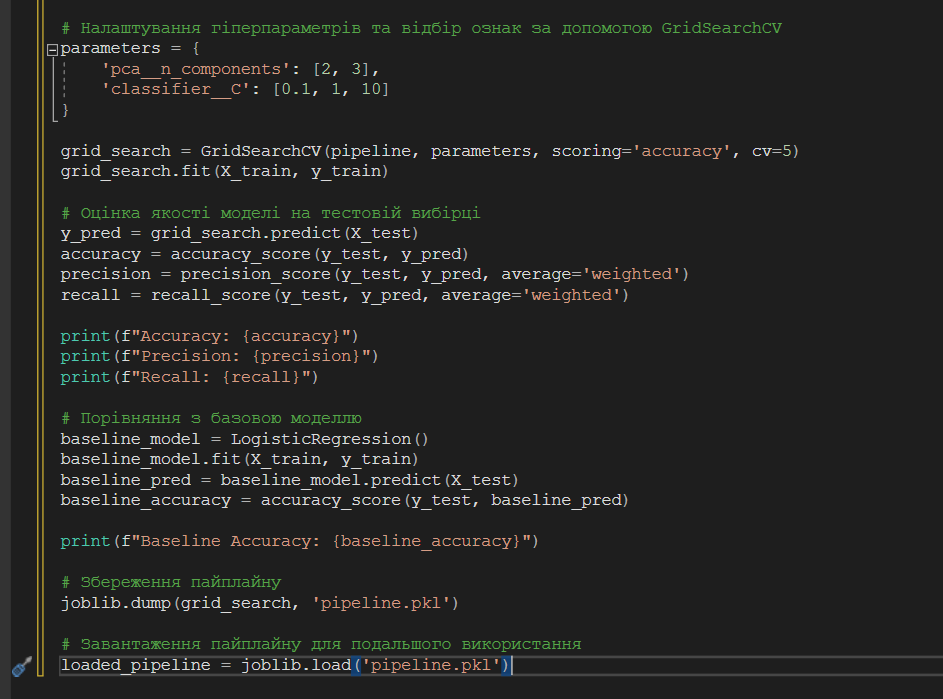 # Налаштування гіперпараметрів та відбір ознак за допомогою GridSearchCV
parameters = {
    'pca__n_components': [2, 3],
    'classifier__C': [0.1, 1, 10]
}
grid_search = GridSearchCV(pipeline, parameters, scoring='accuracy', cv=5)
grid_search.fit(X_train, y_train)
# Оцінка якості моделі на тестовій вибірці
y_pred = grid_search.predict(X_test)
accuracy = accuracy_score(y_test, y_pred)
precision = precision_score(y_test, y_pred, average='weighted')
recall = recall_score(y_test, y_pred, average='weighted')
print(f"Accuracy: {accuracy}")
print(f"Precision: {precision}")
print(f"Recall: {recall}")
# Порівняння з базовою моделлю
baseline_model = LogisticRegression()
baseline_model.fit(X_train, y_train)
baseline_pred = baseline_model.predict(X_test)
baseline_accuracy = accuracy_score(y_test, baseline_pred)
print(f"Baseline Accuracy: {baseline_accuracy}")
# Збереження пайплайну
joblib.dump(grid_search, 'pipeline.pkl')
# Завантаження пайплайну для подальшого використання
loaded_pipeline = joblib.load('pipeline.pkl')